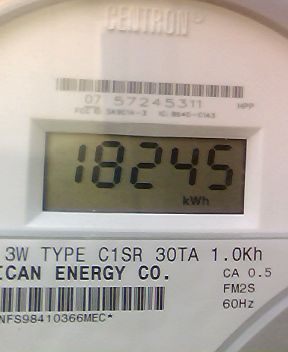 CENTRON®
07 57245311 HPP
18245
kWh
3W TYPE C1SR 30TA 1.0Kh
ICAN ENERGY CO.
CA 0.5
FM2S
60Hz
NFS98410366MEC*